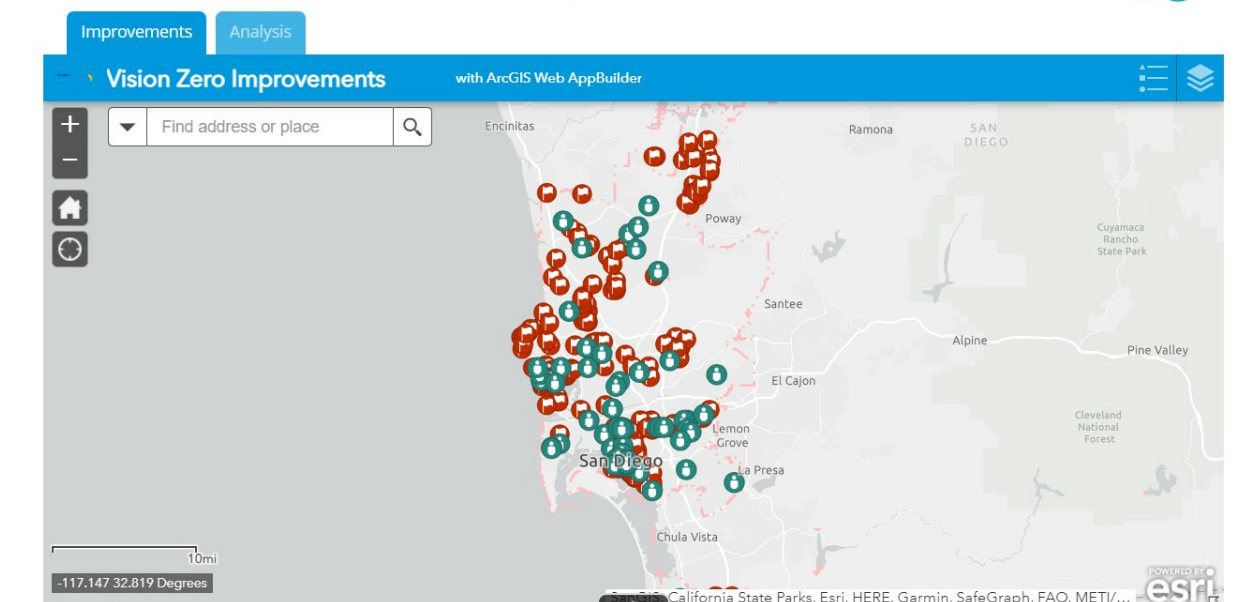 Improvements
Analysis
Vision Zero Improvements
with ArcGIS Web AppBuilder
+
Find address or place
−
Encinitas
Ramona
SAN
DIEGO
Poway
Cuyamaca
Rancho
State Park
Santee
Alpine
Pine Valley
El Cajon
Cleveland
National
Forest
Lemon
Grove
San Diego
La Presa
Chula Vista
10mi
-117.147 32.819 Degrees
SanGIS, California State Parks, Esri, HERE, Garmin, SafeGraph, FAO, METI/...
POWERED BY
esri